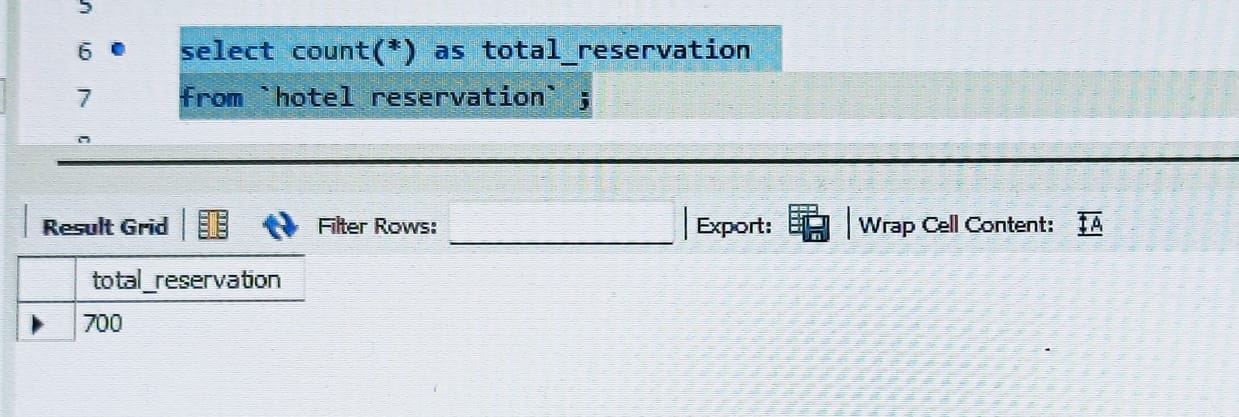 5
6 select count(*) as total_reservation
7 from `hotel reservation` ;
Result Grid Filter Rows: Export: Wrap Cell Content: IA
total_reservation
700